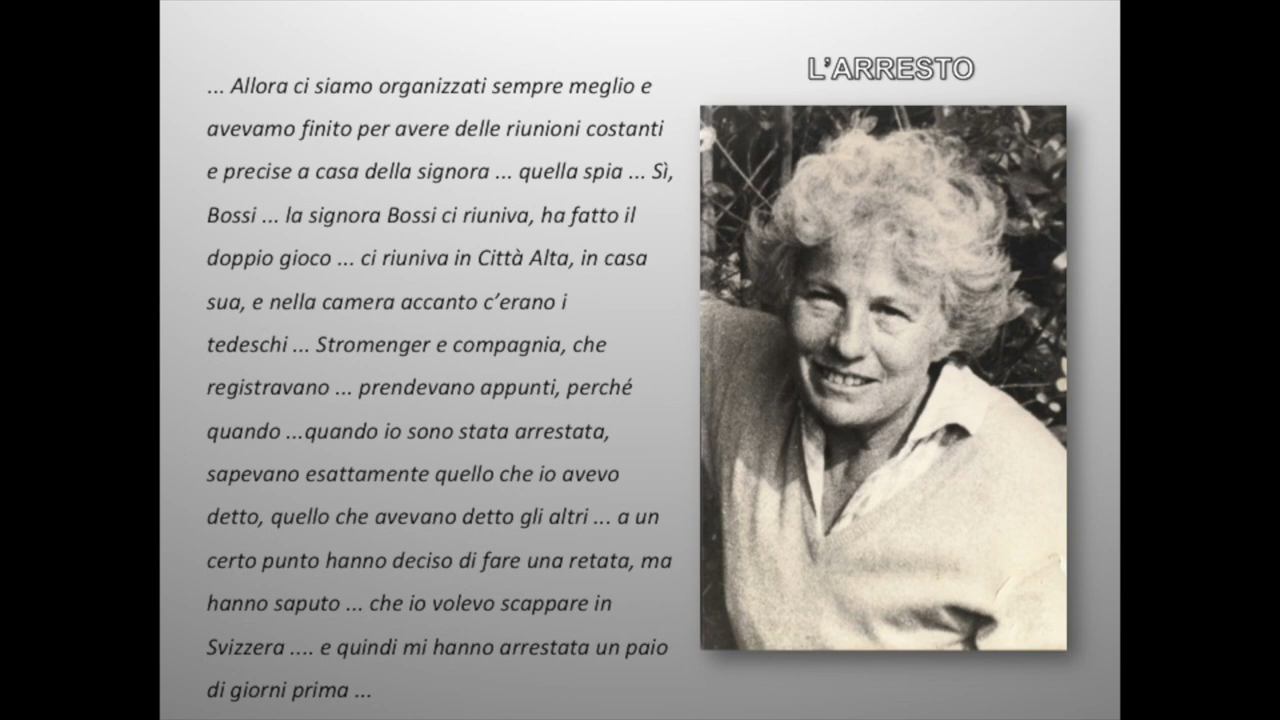 L'ARRESTO
... Allora ci siamo organizzati sempre meglio e
avevamo finito per avere delle riunioni costanti
e precise a casa della signora ... quella spia ... Sì,
Bossi ... la signora Bossi ci riuniva, ha fatto il
doppio gioco ... ci riuniva in Città Alta, in casa
sua, e nella camera accanto c'erano i
tedeschi ... Stromenger e compagnia, che
registravano ... prendevano appunti, perché
quando ...quando io sono stata arrestata,
sapevano esattamente quello che io avevo
detto, quello che avevano detto gli altri ... a un
certo punto hanno deciso di fare una retata, ma
hanno saputo ... che io volevo scappare in
Svizzera .... e quindi mi hanno arrestata un paio
di giorni prima ...